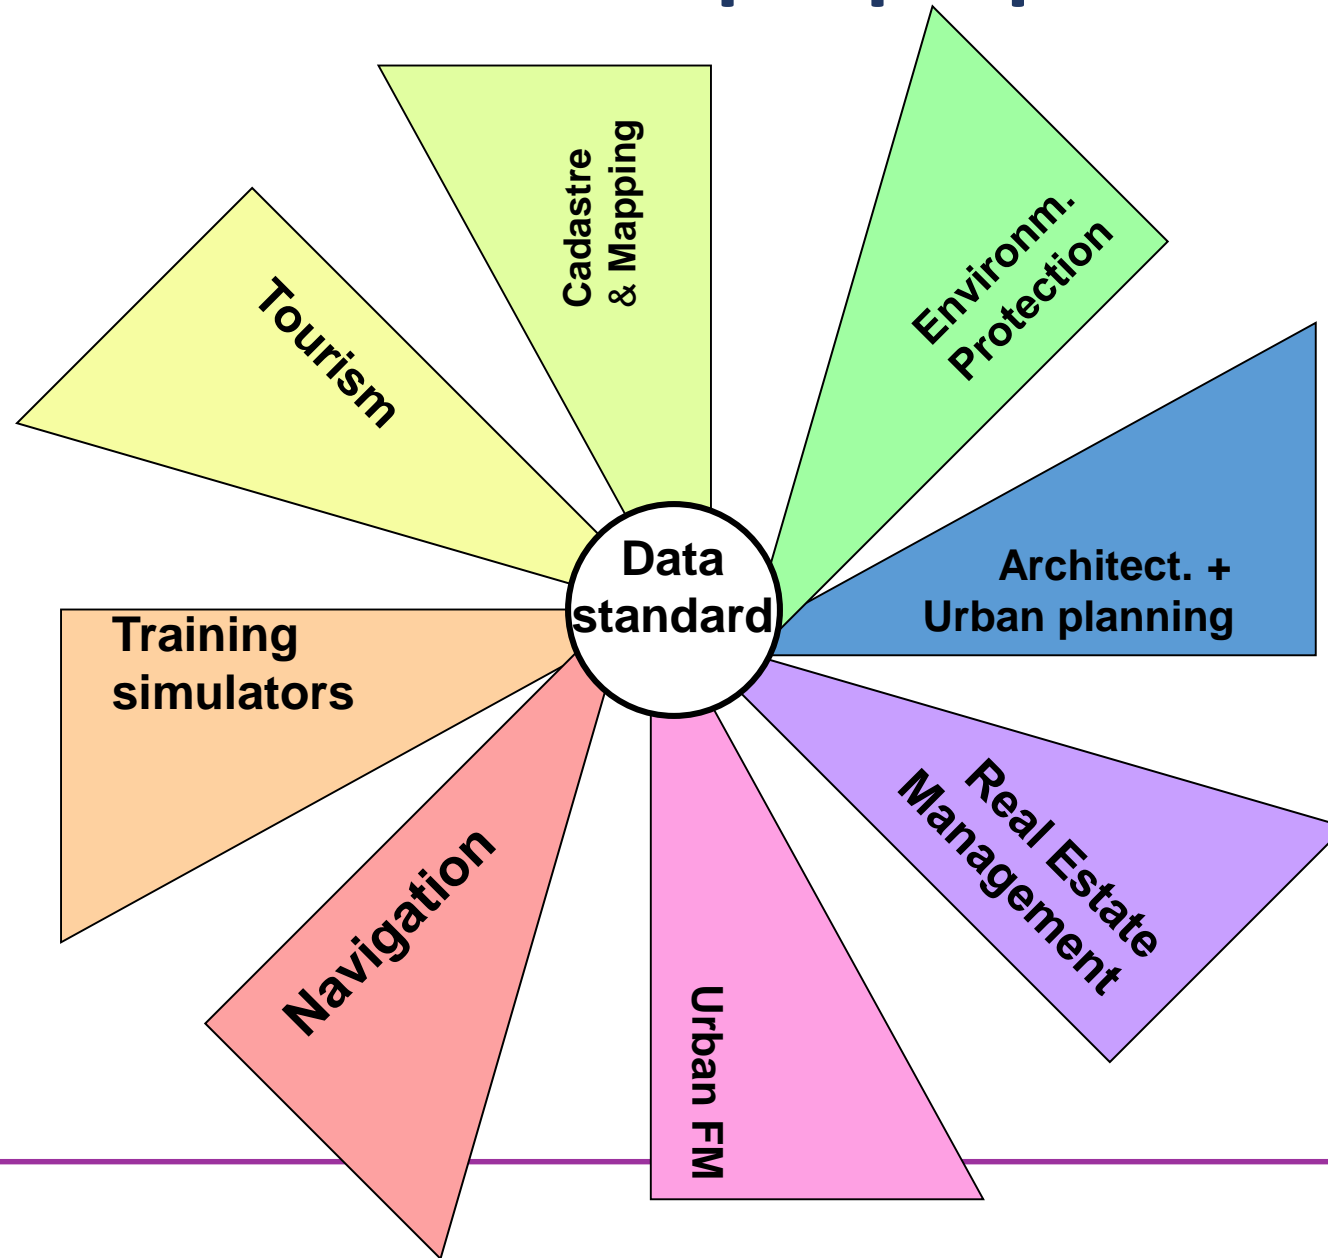 Cadastre
& Mapping
Environm.
Protection
Tourism
Data
standard
Architect. +
Urban planning
Training
simulators
Real Estate
Management
Navigation
Urban FM